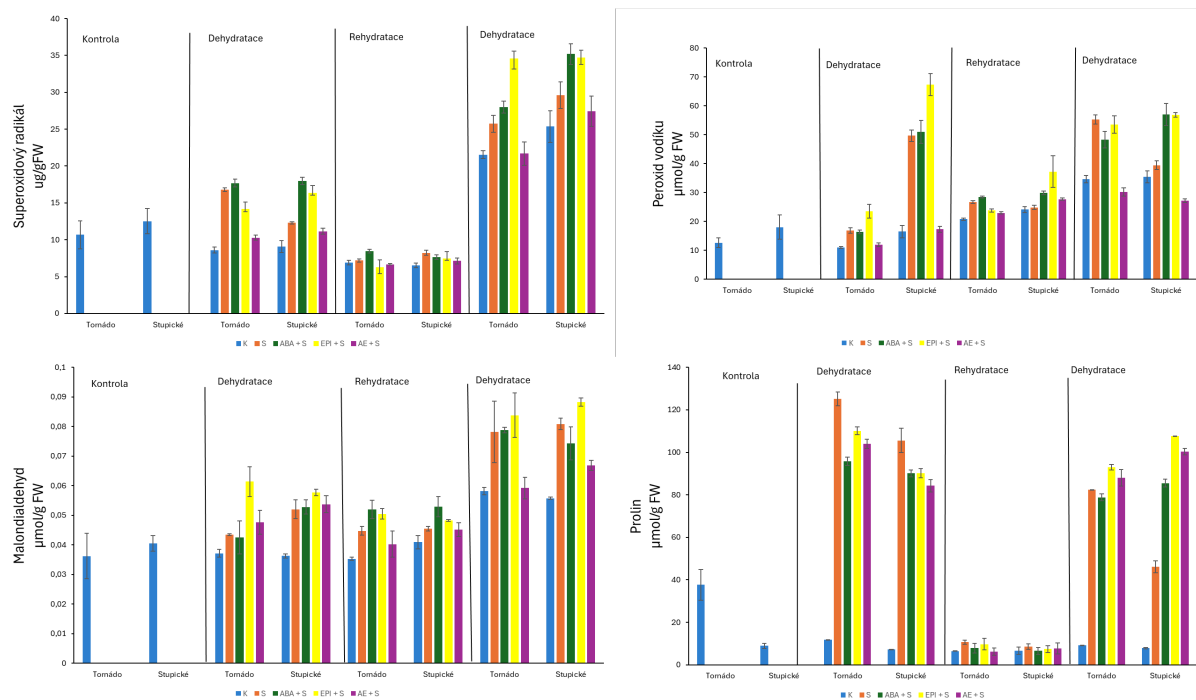 Superoxidový radikál
ug/gFW
40
35
30
25
20
15
10
5
0
Kontrola
Dehydratace
Rehydratace
Dehydratace
Tornádo
Stupické
Tornádo
Stupické
Tornádo
Stupické
Tornádo
Stupické
K S ABA + S EPI + S AE + S
Peroxid vodíku
µmol/g FW
80
70
60
50
40
30
20
10
0
Kontrola
Dehydratace
Rehydratace
Dehydratace
Tornádo
Stupické
Tornádo
Stupické
Tornádo
Stupické
Tornádo
Stupické
K S ABA + S EPI + S AE + S
Malondialdehyd
µmol/g FW
0,1
0,09
0,08
0,07
0,06
0,05
0,04
0,03
0,02
0,01
0
Kontrola
Dehydratace
Rehydratace
Dehydratace
Tornádo
Stupické
Tornádo
Stupické
Tornádo
Stupické
Tornádo
Stupické
K S ABA + S EPI + S AE + S
Prolin
µmol/g FW
140
120
100
80
60
40
20
0
Kontrola
Dehydratace
Rehydratace
Dehydratace
Tornádo
Stupické
Tornádo
Stupické
Tornádo
Stupické
Tornádo
Stupické
K S ABA + S EPI + S AE + S